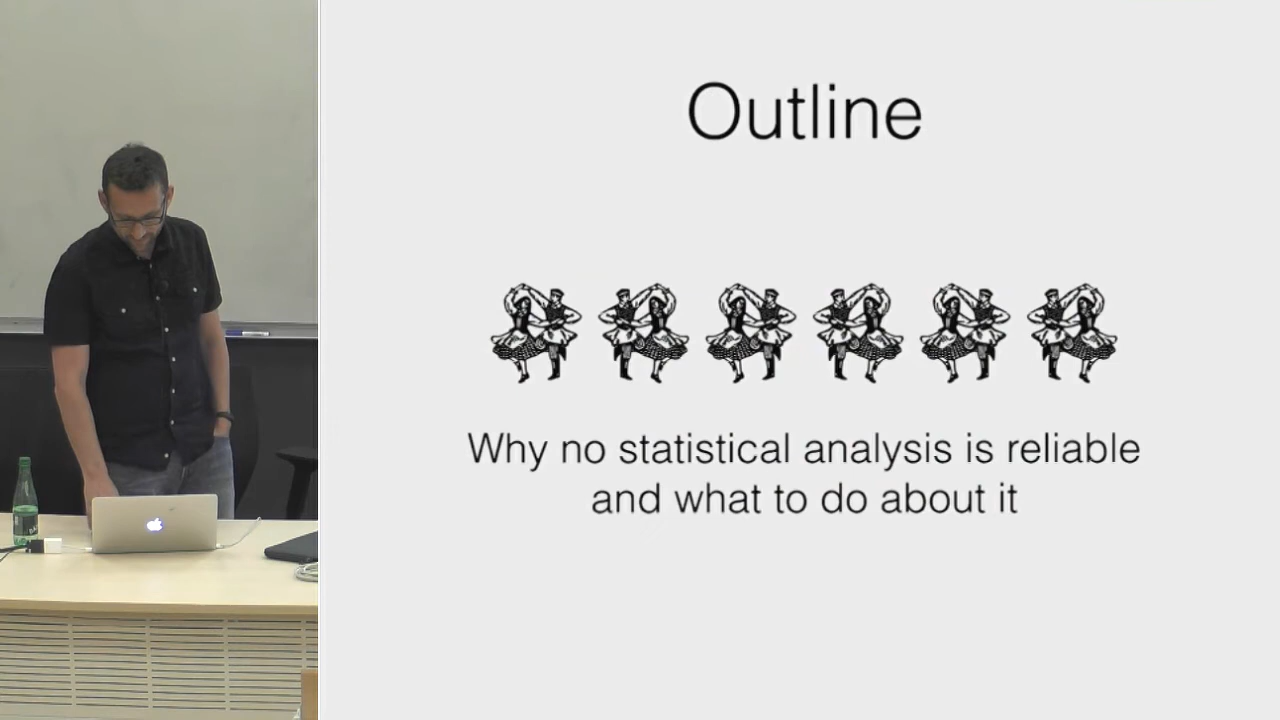 Outline
Why no statistical analysis is reliable
and what to do about it